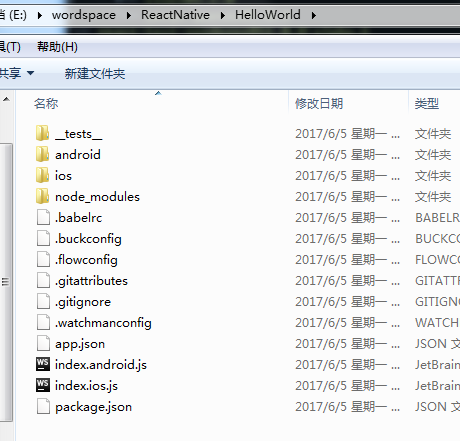 档 (E:) ▸ wordspace ▸ ReactNative ▸ HelloWorld ▸
(T) 帮助(H)
共享 ▾ 新建文件夹
名称 修改日期 类型
__tests__ 2017/6/5 星期一 ... 文件夹
android 2017/6/5 星期一 ... 文件夹
ios 2017/6/5 星期一 ... 文件夹
node_modules 2017/6/5 星期一 ... 文件夹
.babelrc 2017/6/5 星期一 ... BABELR
.buckconfig 2017/6/5 星期一 ... BUCKCO
.flowconfig 2017/6/5 星期一 ... FLOWC
.gitattributes 2017/6/5 星期一 ... GITATT
.gitignore 2017/6/5 星期一 ... GITIGN
.watchmanconfig 2017/6/5 星期一 ... WATCH
app.json 2017/6/5 星期一 ... JSON 文
WS index.android.js 2017/6/5 星期一 ... JetBrain
WS index.ios.js 2017/6/5 星期一 ... JetBrain
package.json 2017/6/5 星期一 ... JSON 文